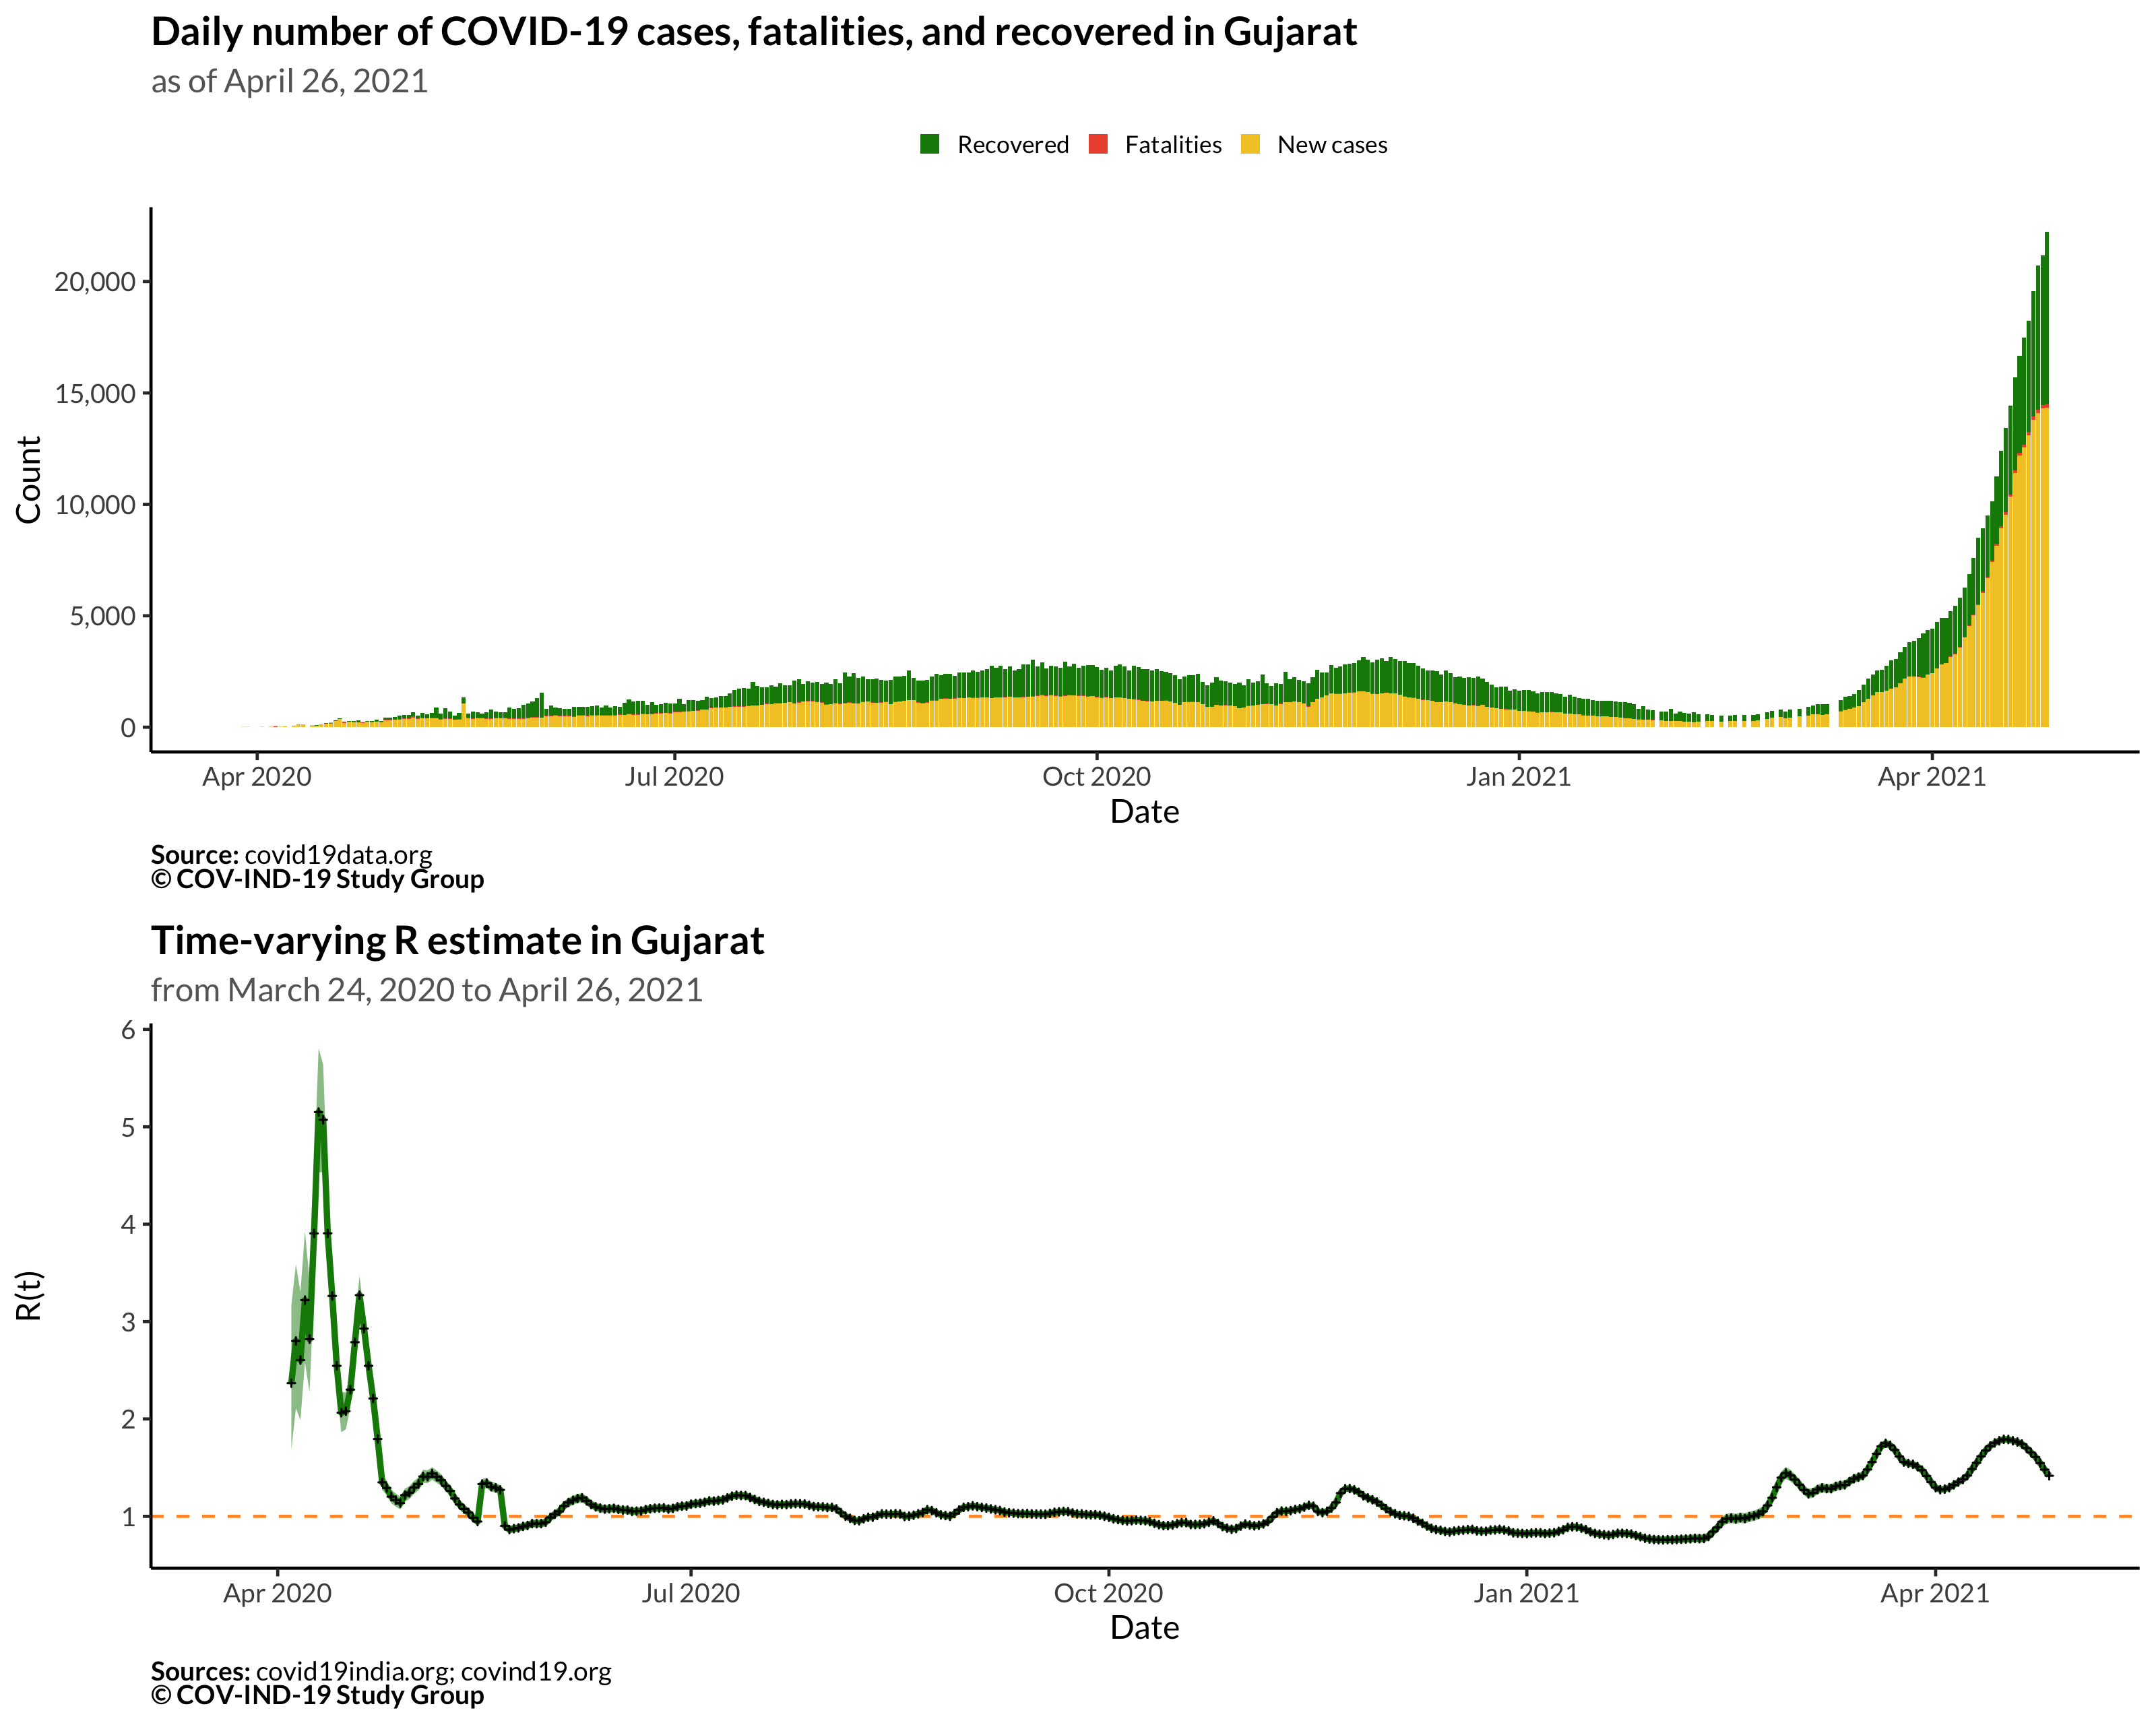 Daily number of COVID-19 cases, fatalities, and recovered in Gujarat
as of April 26, 2021
Recovered Fatalities New cases
Count
20,000
15,000
10,000
5,000
0
Apr 2020 Jul 2020 Oct 2020 Jan 2021 Apr 2021
Date
Source: covid19data.org
© COV-IND-19 Study Group
Time-varying R estimate in Gujarat
from March 24, 2020 to April 26, 2021
R(t)
6
5
4
3
2
1
Apr 2020 Jul 2020 Oct 2020 Jan 2021 Apr 2021
Date
Sources: covid19india.org; covind19.org
© COV-IND-19 Study Group